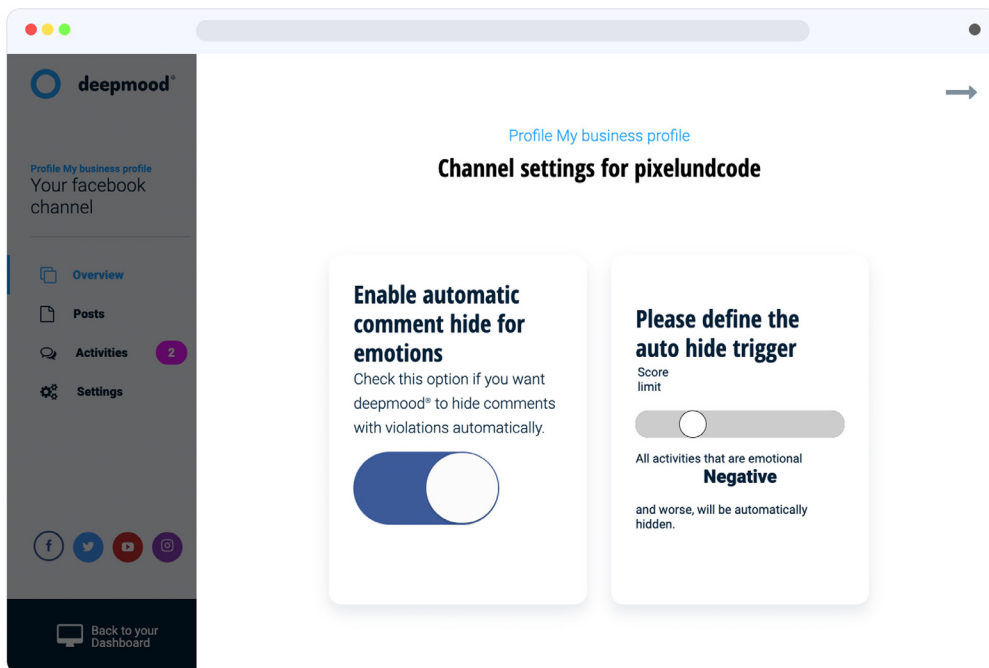 deepmood®
Profile My business profile
Your facebook
channel
Overview
Posts
Activities
2
Settings
f
Back to your
Dashboard
Profile My business profile
Channel settings for pixelundcode
Enable automatic
comment hide for
emotions
Check this option if you want
deepmood® to hide comments
with violations automatically.
Please define the
auto hide trigger
Score
limit
All activities that are emotional
Negative
and worse, will be automatically
hidden.